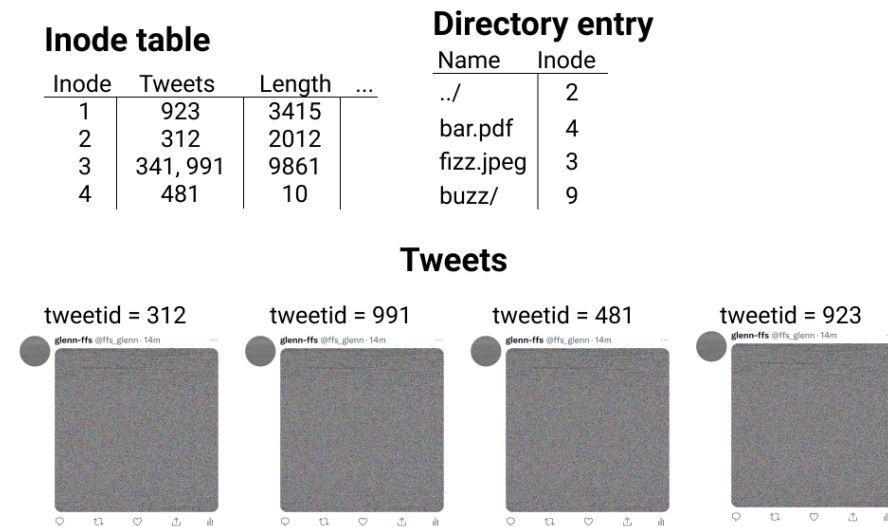 Inode table
Inode Tweets Length ...
1 923 3415
2 312 2012
3 341, 991 9861
4 481 10
Directory entry
Name Inode
../ 2
bar.pdf 4
fizz.jpeg 3
buzz/ 9
Tweets
tweetid = 312
glenn-ffs @ffs_glenn · 14m
tweetid = 991
glenn-ffs @ffs_glenn · 14m
tweetid = 481
glenn-ffs @ffs_glenn · 14m
tweetid = 923
glenn-ffs @ffs_glenn · 14m